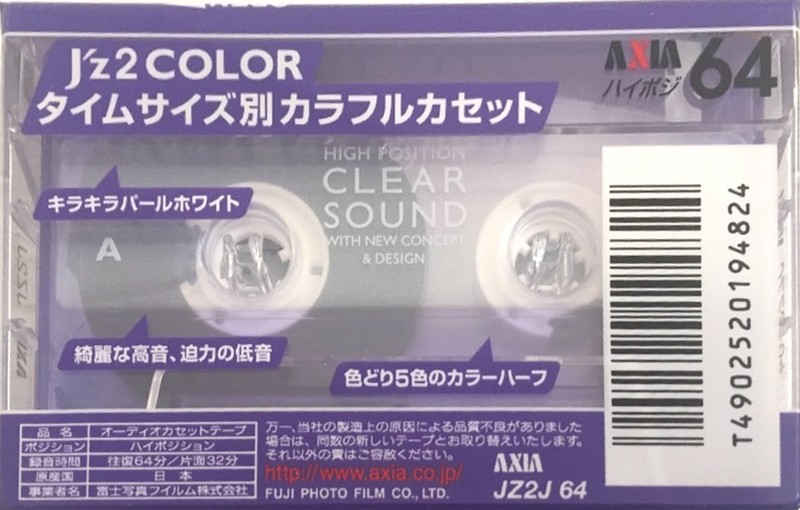 J'z2 COLOR
タイムサイズ別カラフルカセット
AXIA
ハイポジ 64
HIGH POSITION
CLEAR
SOUND
WITH NEW CONCEPT
& DESIGN
キラキラパールホワイト
A
綺麗な高音、迫力の低音
色どり5色のカラーハーフ
T4902520194824
品名 オーディオカセットテープ
ポジション ハイポジション
録音時間 往復64分/片面32分
原産国 日本
事業者名 富士写真フイルム株式会社
万一、当社の製造上の原因による品質不良がありました
場合は、同数の新しいテープとお取り替えいたします。
それ以外の責はご容赦ください。
http://www.axia.co.jp/
FUJI PHOTO FILM CO., LTD.
AXIA
JZ2J 64